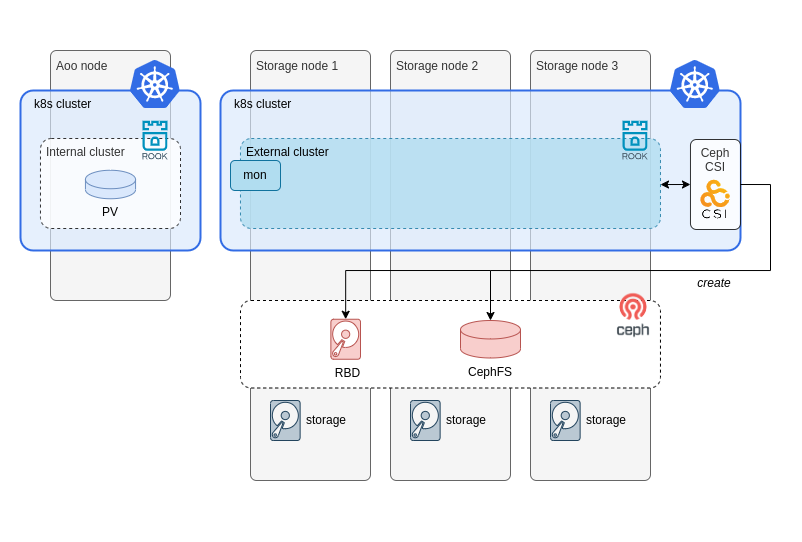 Aoo node
Storage node 1
Storage node 2
Storage node 3
k8s cluster
k8s cluster
ROOK
ROOK
Internal cluster
External cluster
Ceph
CSI
mon
CSI
PV
create
ceph
RBD
CephFS
storage
storage
storage